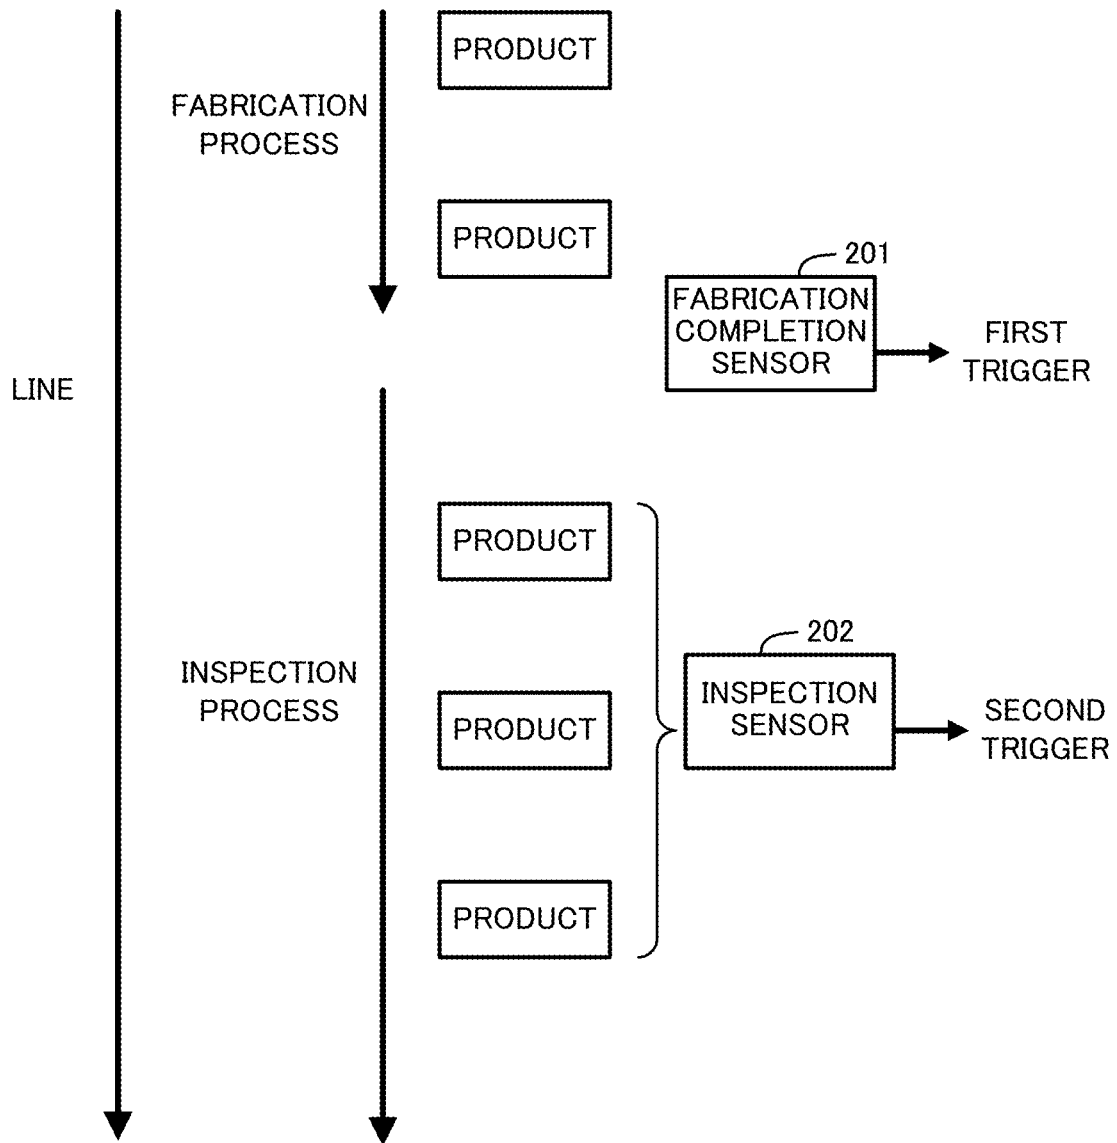 PRODUCT
FABRICATION
PROCESS
PRODUCT
201
FABRICATION
COMPLETION
SENSOR
FIRST
TRIGGER
LINE
PRODUCT
202
INSPECTION
PROCESS
PRODUCT
INSPECTION
SENSOR
SECOND
TRIGGER
PRODUCT